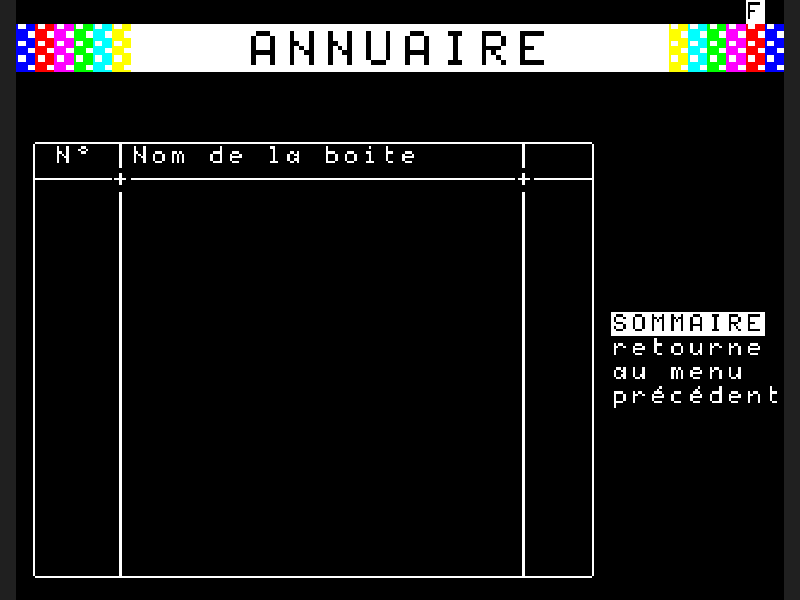 F
ANNUAIRE
N° Nom de la boite
SOMMAIRE
retourne
au menu
précédent